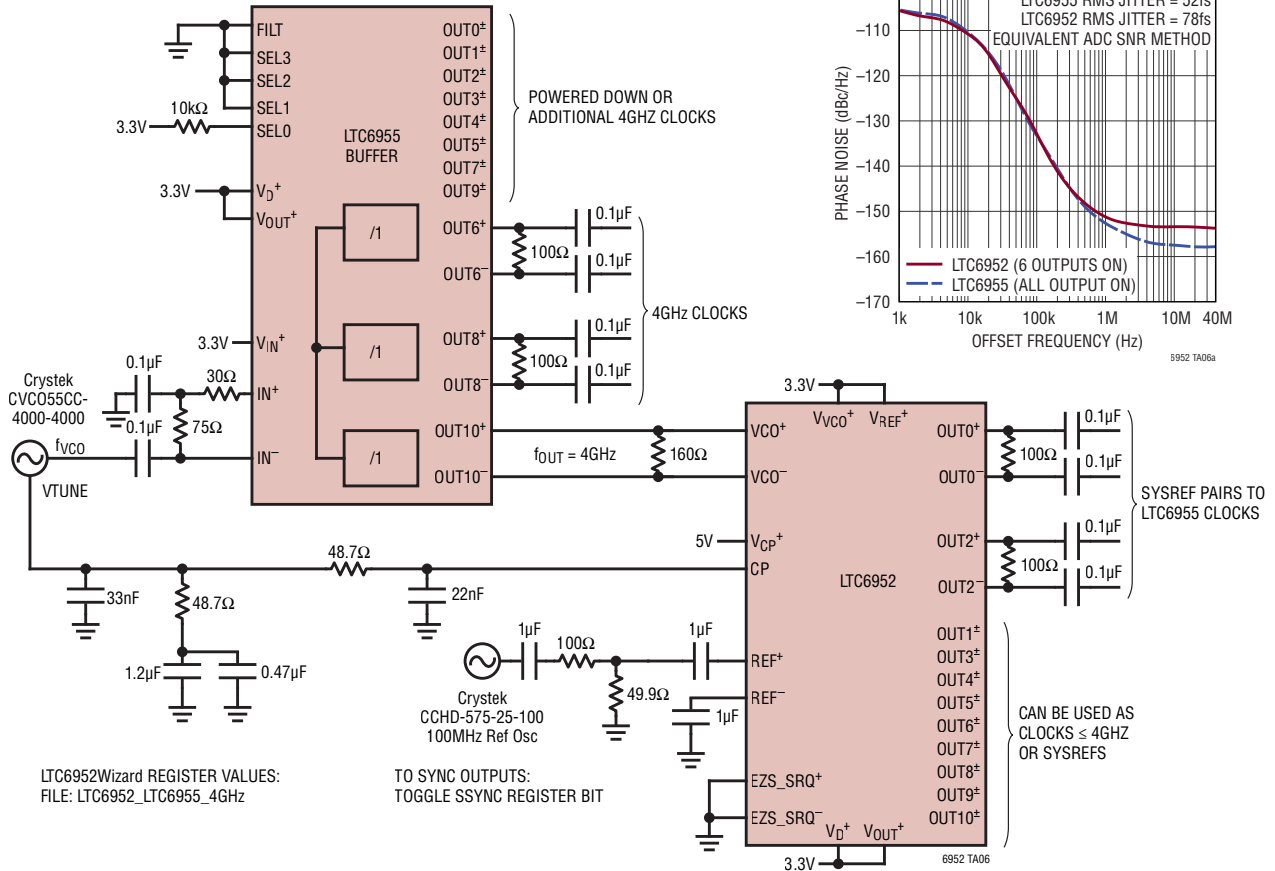 FILT
SEL3
SEL2
SEL1
SEL0
10kΩ
3.3V
3.3V
VD+
VOUT+
LTC6955
BUFFER
OUT0±
OUT1±
OUT2±
OUT3±
OUT4±
OUT5±
OUT7±
OUT9±
POWERED DOWN OR
ADDITIONAL 4GHZ CLOCKS
/1
/1
/1
OUT6+
OUT6–
100Ω
0.1µF
0.1µF
OUT8+
OUT8–
100Ω
0.1µF
0.1µF
4GHz CLOCKS
OUT10+
OUT10–
fOUT = 4GHz
160Ω
3.3V
VIN+
IN+
IN–
30Ω
75Ω
0.1µF
0.1µF
Crystek
CVCO55CC-
4000-4000
fVCO
VTUNE
LTC6952 RMS JITTER = 78fs
EQUIVALENT ADC SNR METHOD
PHASE NOISE (dBc/Hz)
–110
–120
–130
–140
–150
–160
–170
LTC6952 (6 OUTPUTS ON)
LTC6955 (ALL OUTPUT ON)
1k 10k 100k 1M 10M 40M
OFFSET FREQUENCY (Hz)
6952 TA06a
3.3V
VVCO+ VREF+
VCO+
VCO–
5V
VCP+
CP
LTC6952
REF+
REF–
EZS_SRQ+
EZS_SRQ–
VD+ VOUT+
3.3V
OUT0+
OUT0–
100Ω
0.1µF
0.1µF
OUT2+
OUT2–
100Ω
0.1µF
0.1µF
SYSREF PAIRS TO
LTC6955 CLOCKS
OUT1±
OUT3±
OUT4±
OUT5±
OUT6±
OUT7±
OUT8±
OUT9±
OUT10±
CAN BE USED AS
CLOCKS ≤ 4GHZ
OR SYSREFS
6952 TA06
48.7Ω
33nF
48.7Ω
22nF
1.2µF
0.47µF
1µF
100Ω
1µF
49.9Ω
1µF
Crystek
CCHD-575-25-100
100MHz Ref Osc
LTC6952Wizard REGISTER VALUES:
FILE: LTC6952_LTC6955_4GHz
TO SYNC OUTPUTS:
TOGGLE SSYNC REGISTER BIT